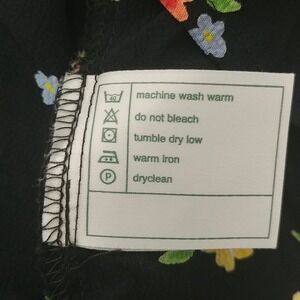 machine wash warm
do not bleach
tumble dry low
warm iron
P dryclean